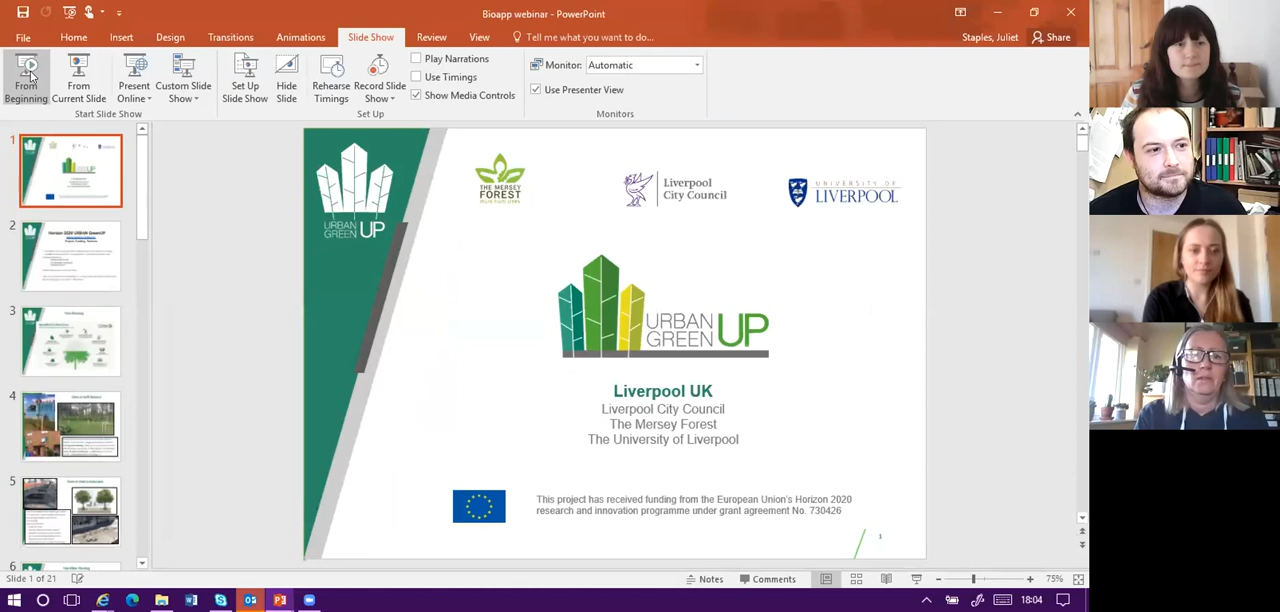 Bioapp webinar - PowerPoint
File Home Insert Design Transitions Animations Slide Show Review View Tell me what you want to do... Staples, Juliet Share
From Beginning
From Current Slide
Present Online
Custom Slide Show
Start Slide Show
Set Up Slide Show
Hide Slide
Rehearse Timings
Record Slide Show
Play Narrations
Use Timings
Show Media Controls
Set Up
Monitor: Automatic
Use Presenter View
Monitors
1
2
3
4
5
6
URBAN
GREEN UP
THE MERSEY
FOREST
Liverpool
City Council
UNIVERSITY OF
LIVERPOOL
URBAN
GREEN UP
Liverpool UK
Liverpool City Council
The Mersey Forest
The University of Liverpool
This project has received funding from the European Union's Horizon 2020
research and innovation programme under grant agreement No. 730426
1
Slide 1 of 21 Notes Comments 75%
18:04